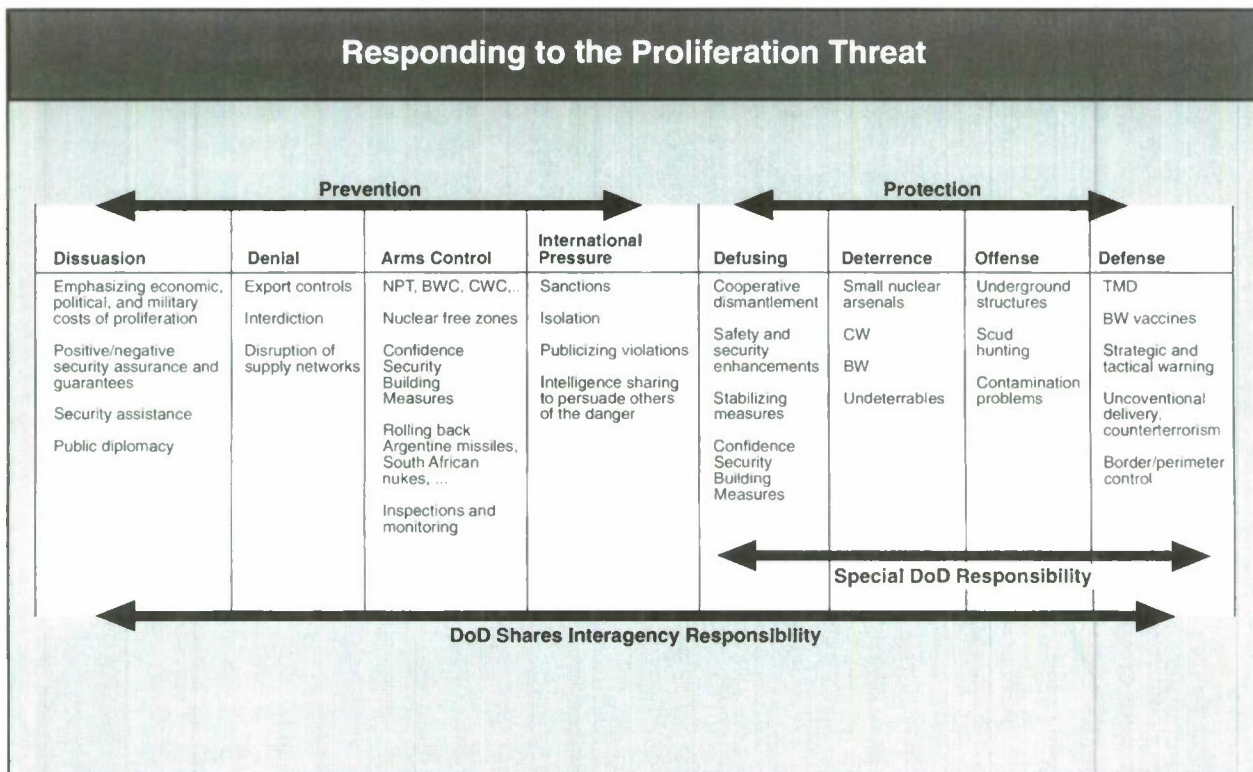 Responding to the Proliferation Threat
Prevention
Protection
Dissuasion
Emphasizing economic,
political, and military
costs of proliferation
Positive/negative
security assurance and
guarantees
Security assistance
Public diplomacy
Denial
Export controls
Interdiction
Disruption of
supply networks
Arms Control
NPT, BWC, CWC,..
Nuclear free zones
Confidence
Security
Building
Measures
Rolling back
Argentine missiles,
South African
nukes, ...
Inspections and
monitoring
International
Pressure
Sanctions
Isolation
Publicizing violations
Intelligence sharing
to persuade others
of the danger
Defusing
Cooperative
dismantlement
Safety and
security
enhancements
Stabilizing
measures
Confidence
Security
Building
Measures
Deterrence
Small nuclear
arsenals
CW
BW
Undeterrables
Offense
Underground
structures
Scud
hunting
Contamination
problems
Defense
TMD
BW vaccines
Strategic and
tactical warning
Uncoventional
delivery,
counterterrorism
Border/perimeter
control
Special DoD Responsibility
DoD Shares Interagency Responsibility